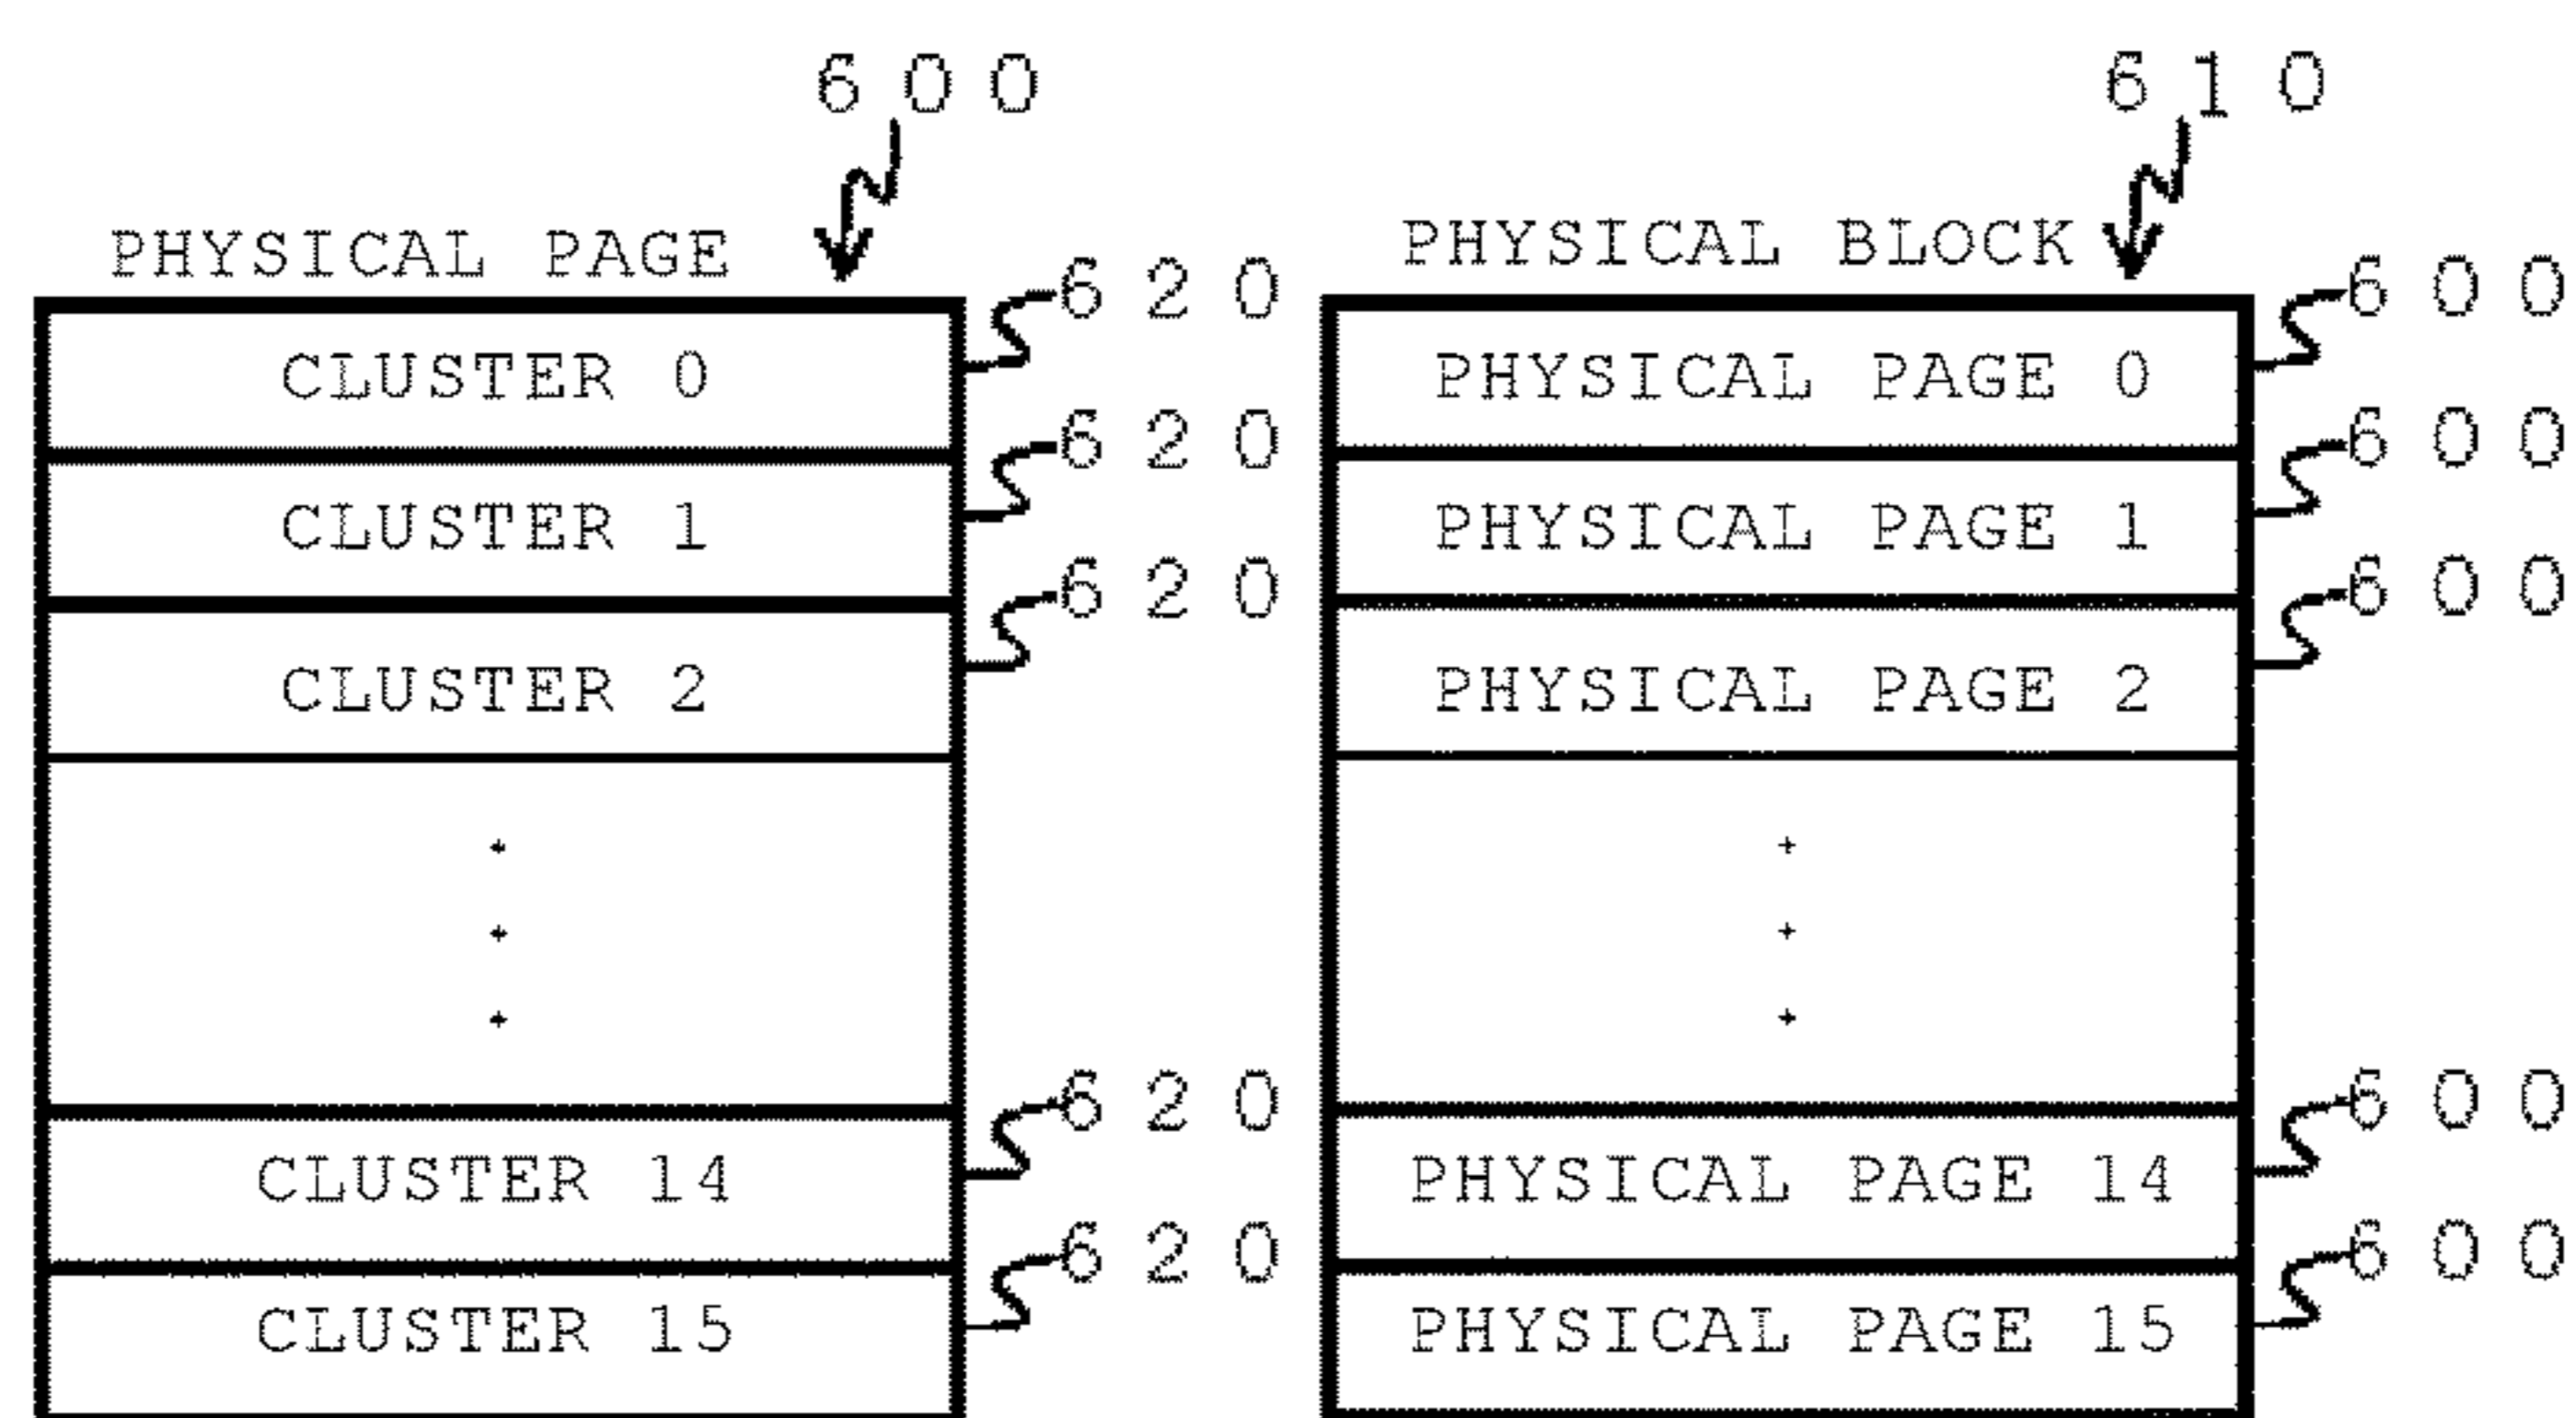 600
PHYSICAL PAGE
620
CLUSTER 0
620
CLUSTER 1
620
CLUSTER 2
620
CLUSTER 14
620
CLUSTER 15
610
PHYSICAL BLOCK
600
PHYSICAL PAGE 0
600
PHYSICAL PAGE 1
600
PHYSICAL PAGE 2
600
PHYSICAL PAGE 14
600
PHYSICAL PAGE 15